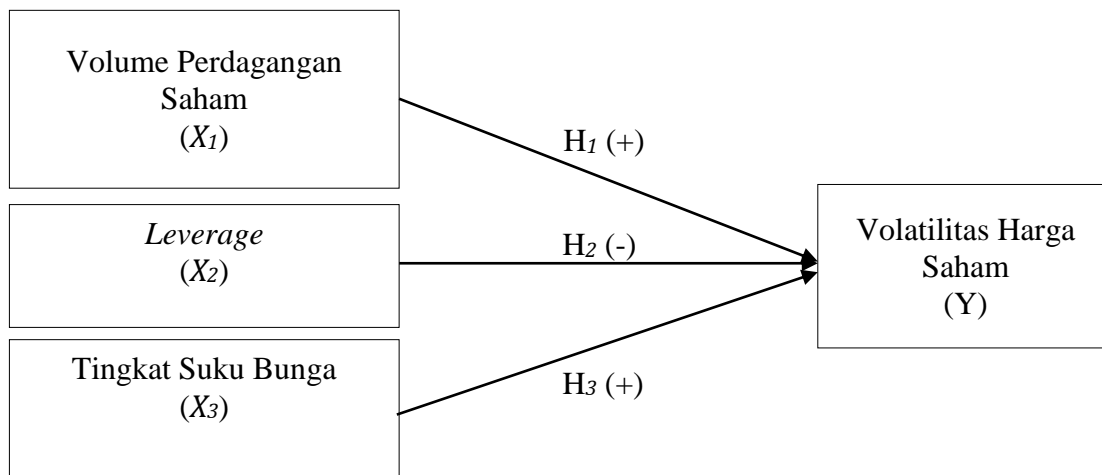 Volume Perdagangan
Saham
(X1)
H1 (+)
Leverage
(X2)
H2 (-)
Volatilitas Harga
Saham
(Y)
Tingkat Suku Bunga
(X3)
H3 (+)